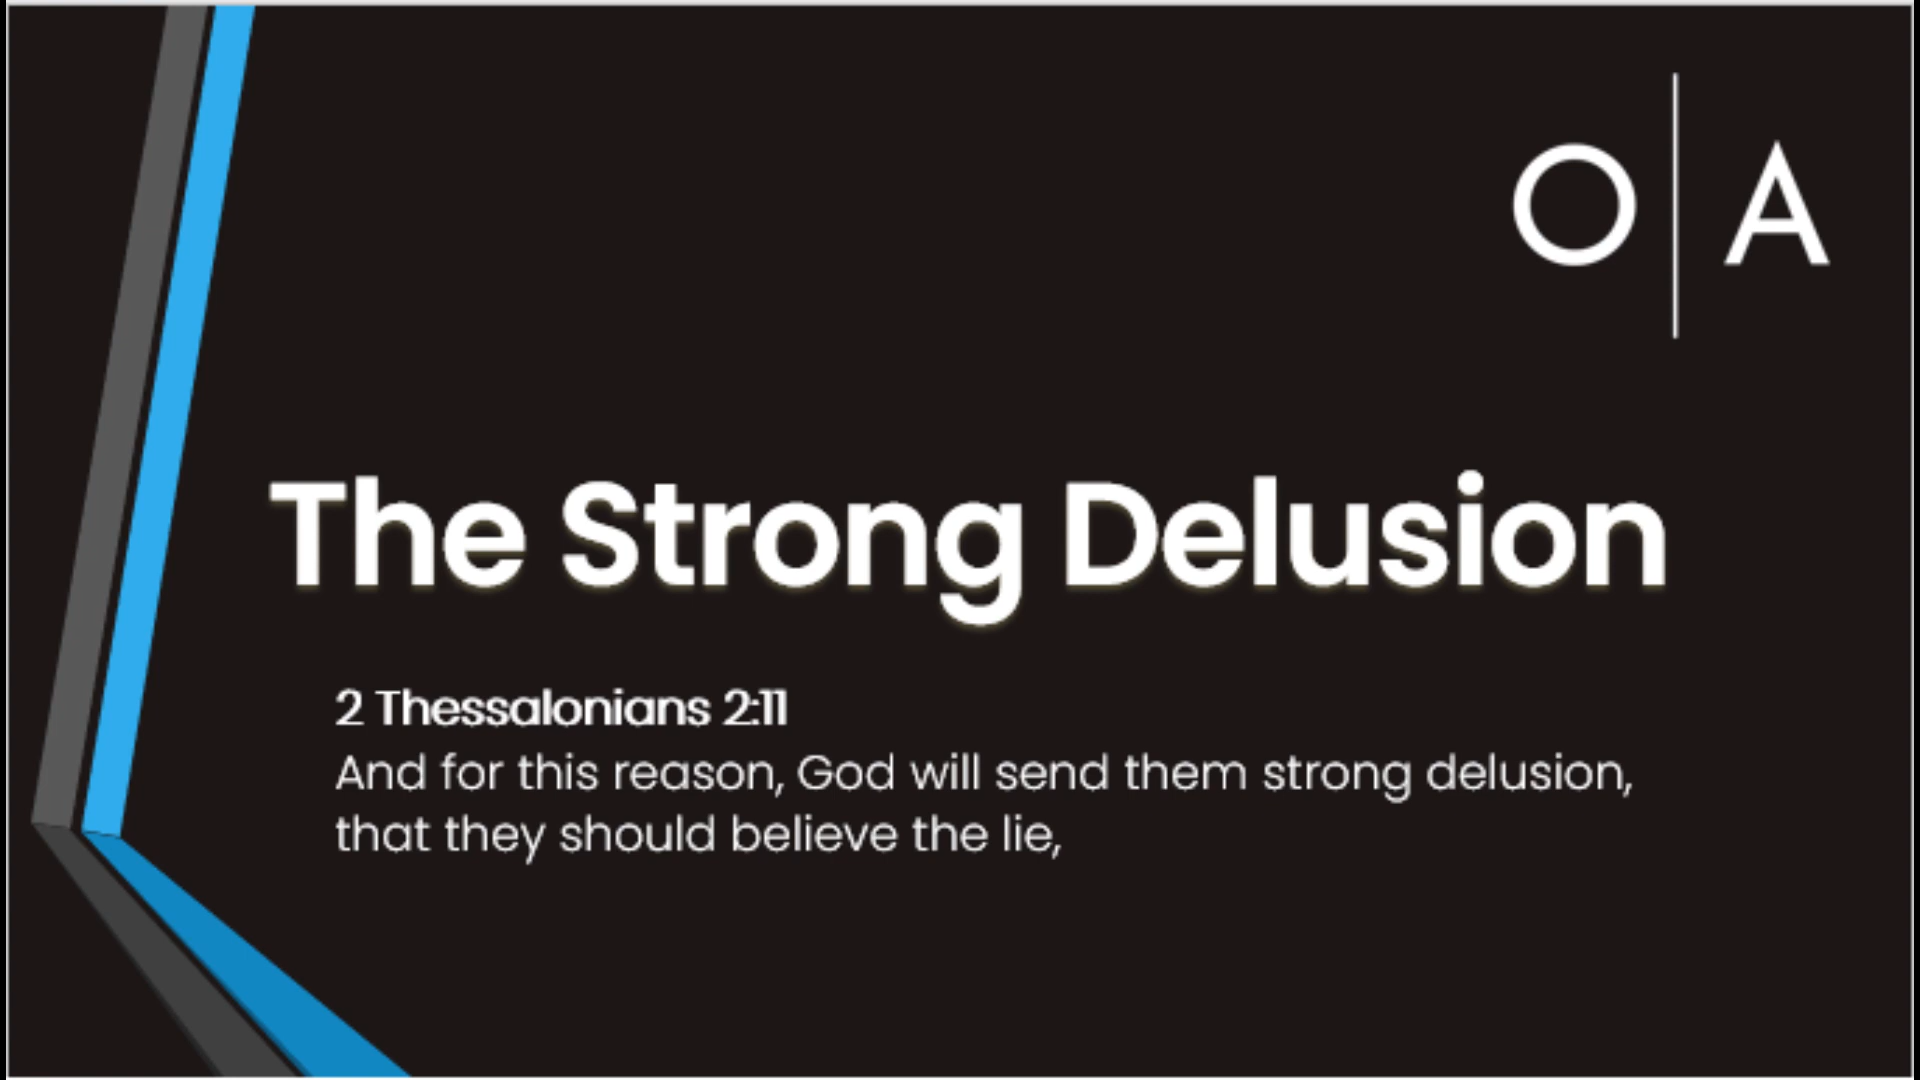 O | A
The Strong Delusion
2 Thessalonians 2:11
And for this reason, God will send them strong delusion,
that they should believe the lie,